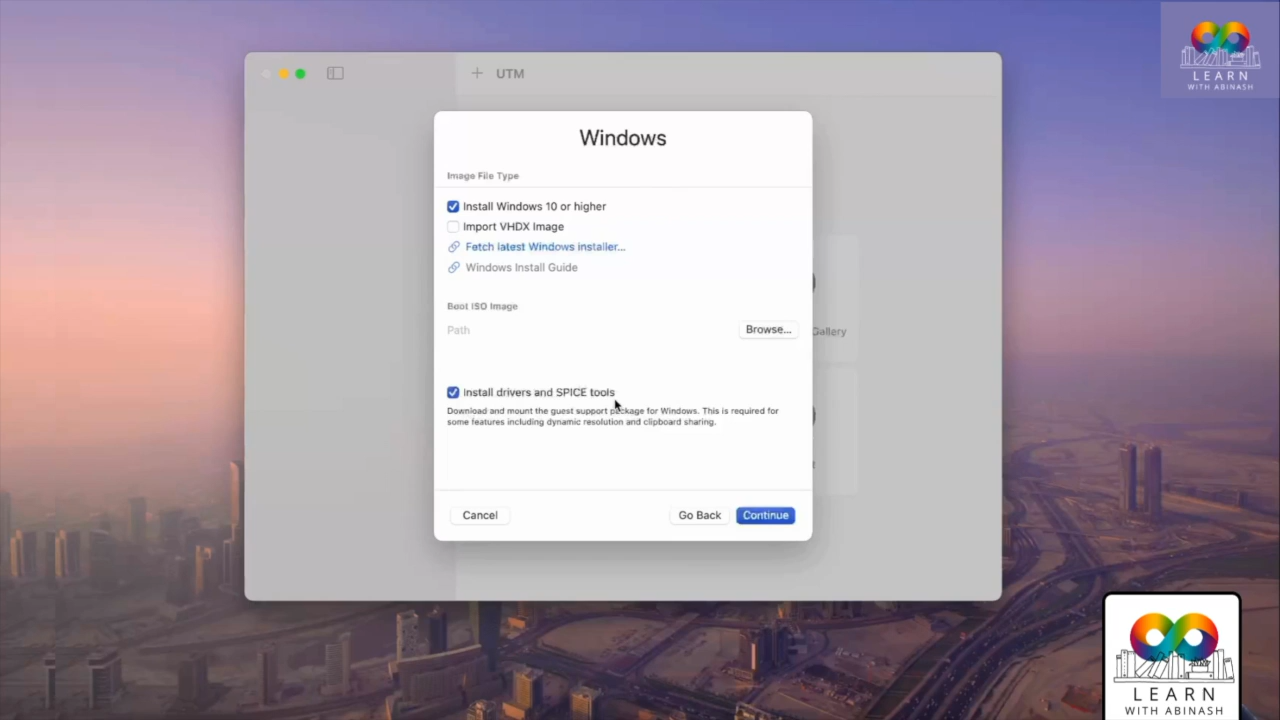 LEARN
WITH ABINASH
UTM
Windows
Image File Type
Install Windows 10 or higher
Import VHDX Image
Fetch latest Windows installer...
Windows Install Guide
Boot ISO Image
Path
Browse...
Gallery
Install drivers and SPICE tools
Download and mount the guest support package for Windows. This is required for
some features including dynamic resolution and clipboard sharing.
Cancel
Go Back
Continue
LEARN
WITH ABINASH